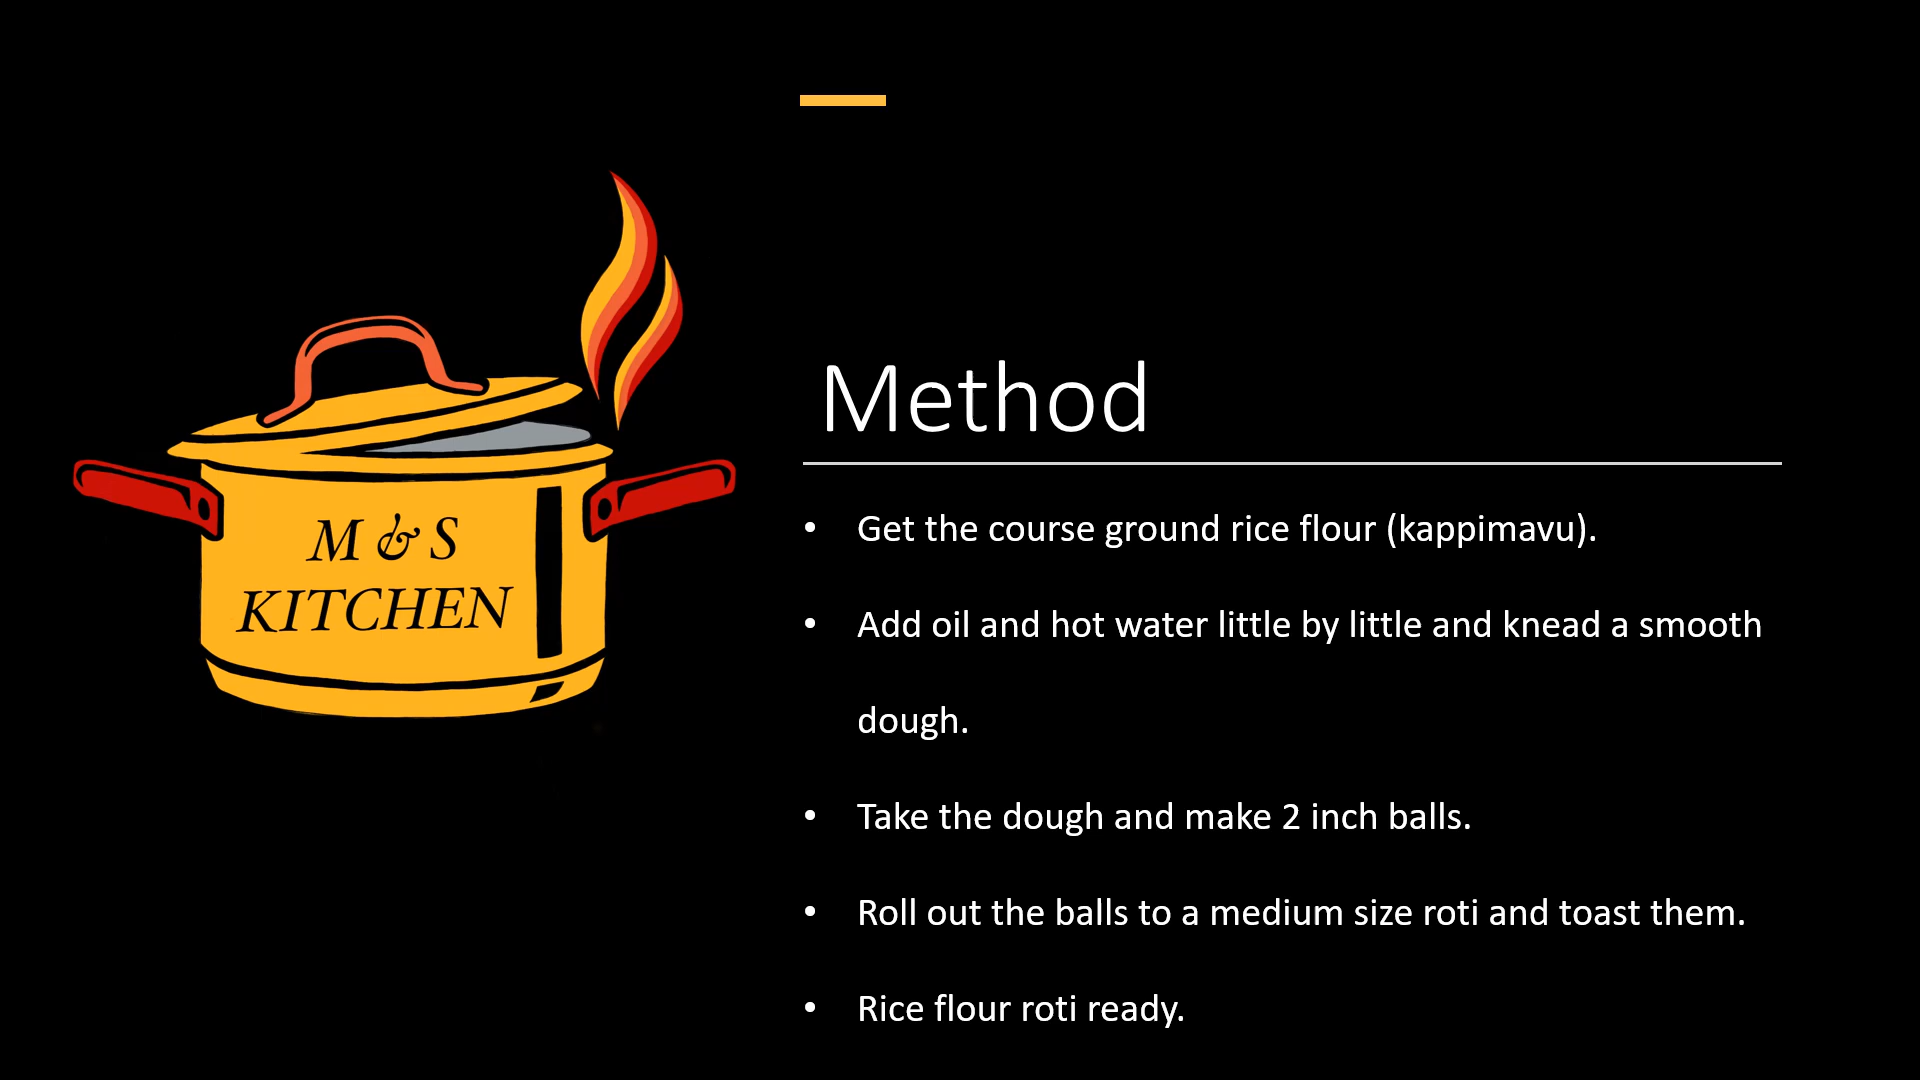 M & S
KITCHEN
Method
• Get the course ground rice flour (kappimavu).
• Add oil and hot water little by little and knead a smooth
dough.
• Take the dough and make 2 inch balls.
• Roll out the balls to a medium size roti and toast them.
• Rice flour roti ready.